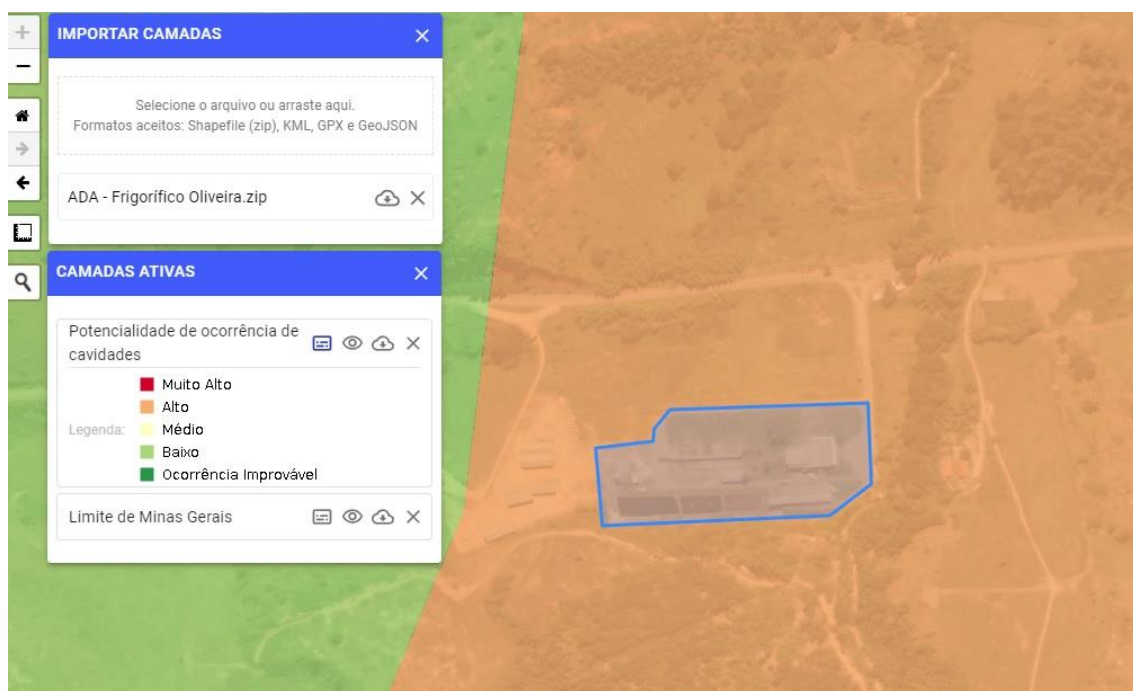 IMPORTAR CAMADAS
Selecione o arquivo ou arraste aqui.
Formatos aceitos: Shapefile (zip), KML, GPX e GeoJSON
ADA - Frigorífico Oliveira.zip
CAMADAS ATIVAS
Potencialidade de ocorrência de
cavidades
Legenda:
Muito Alto
Alto
Médio
Baixo
Ocorrência Improvável
Limite de Minas Gerais